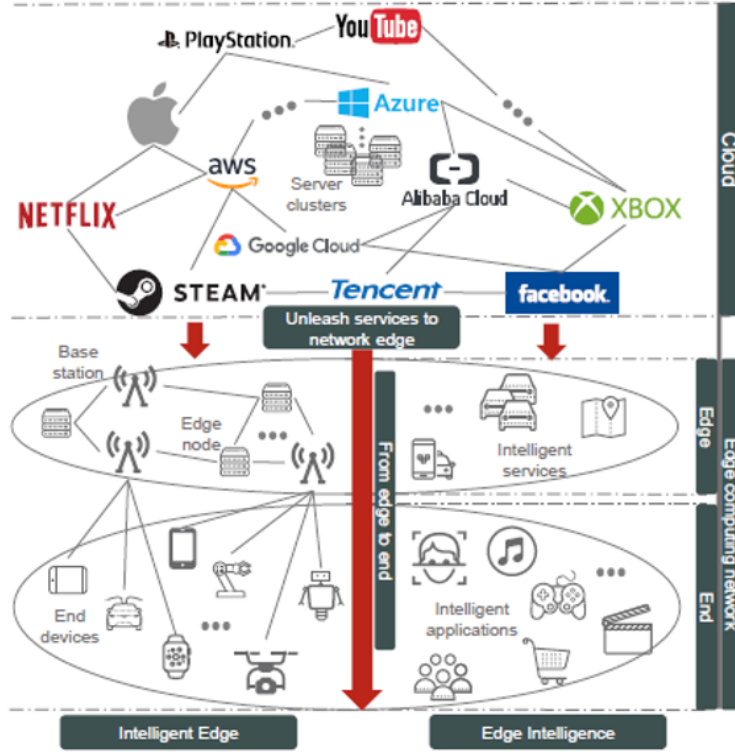 PlayStation.
YouTube
Azure
aws
Server
clusters
Alibaba Cloud
NETFLIX
XBOX
Google Cloud
STEAM
Tencent
facebook.
Cloud
Unleash services to
network edge
Base
station
Edge
node
Intelligent
services
Edge
From edge to end
Edge computing network
End
devices
Intelligent
applications
End
Intelligent Edge
Edge Intelligence